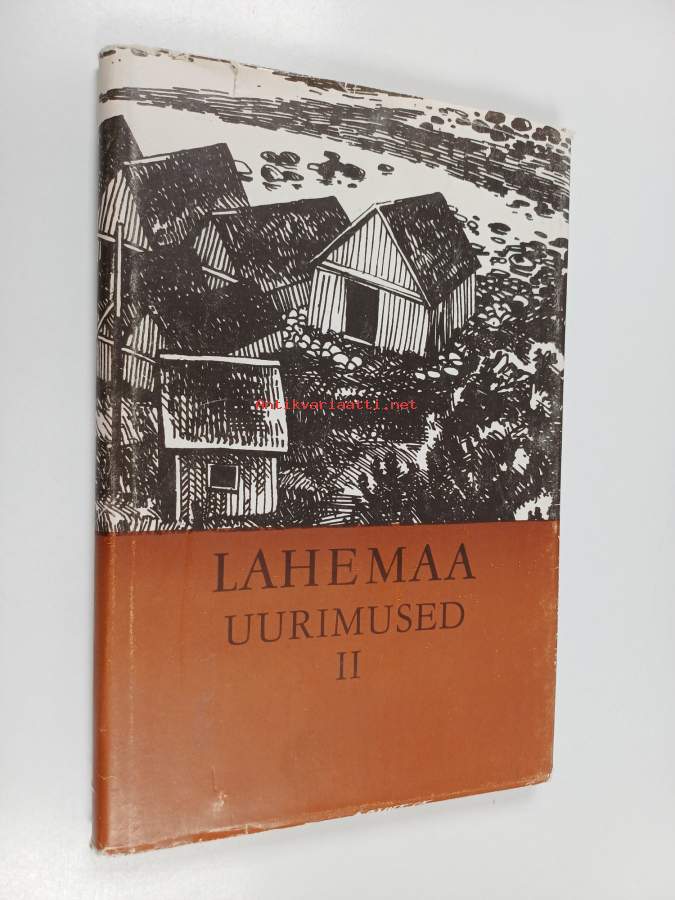 Antikvariaatti.net
LAHEMAA
UURIMUSED
II